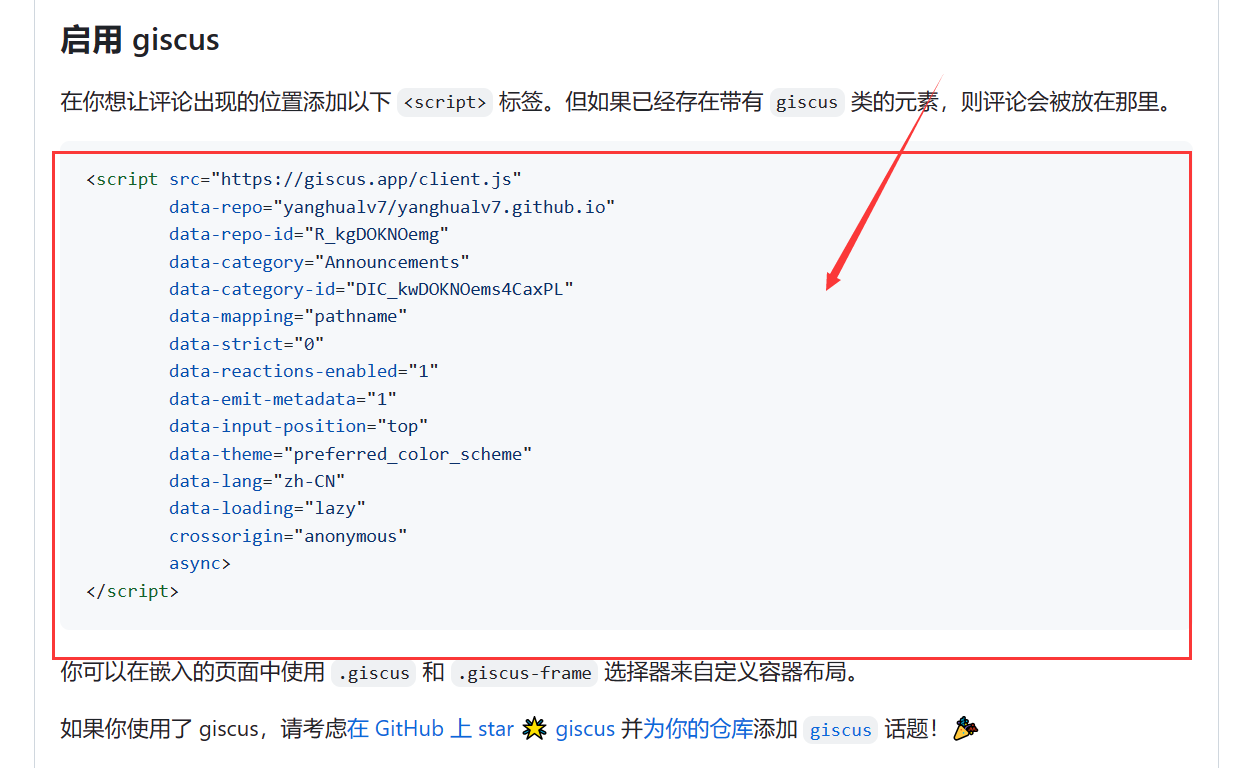 启用 giscus
在你想让评论出现的位置添加以下 <script> 标签。但如果已经存在带有 giscus 类的元素，则评论会被放在那里。
<script src="https://giscus.app/client.js"
data-repo="yanghualv7/yanghualv7.github.io"
data-repo-id="R_kgDOKNOemg"
data-category="Announcements"
data-category-id="DIC_kwDOKNOems4CaxPL"
data-mapping="pathname"
data-strict="0"
data-reactions-enabled="1"
data-emit-metadata="1"
data-input-position="top"
data-theme="preferred_color_scheme"
data-lang="zh-CN"
data-loading="lazy"
crossorigin="anonymous"
async>
</script>
你可以在嵌入的页面中使用 .giscus 和 .giscus-frame 选择器来自定义容器布局。
如果你使用了 giscus，请考虑在 GitHub 上 star 🌟 giscus 并为你的仓库添加 giscus 话题！🎉